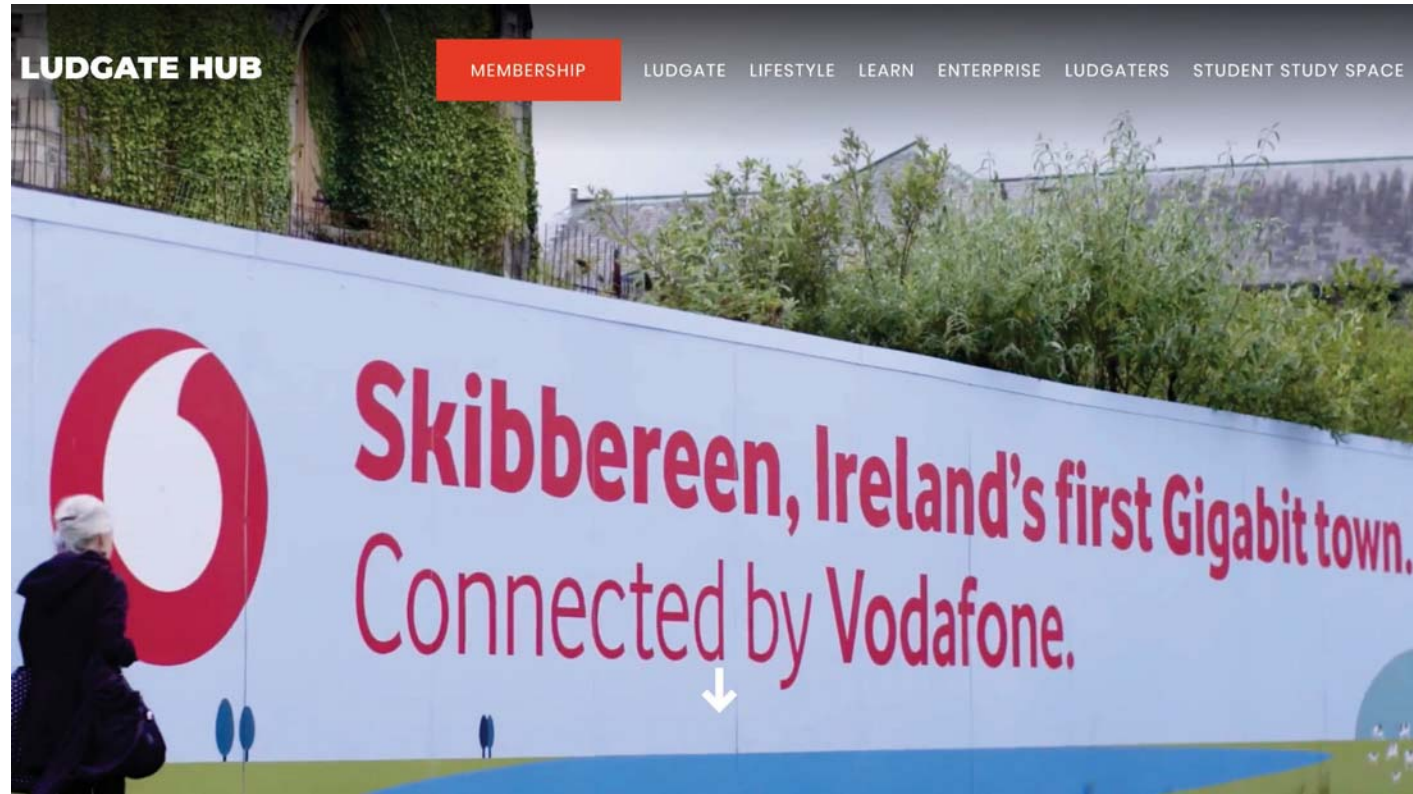 LUDGATE HUB
MEMBERSHIP LUDGATE LIFESTYLE LEARN ENTERPRISE LUDGATERS STUDENT STUDY SPACE
Skibbereen, Ireland's first Gigabit town.
Connected by Vodafone.